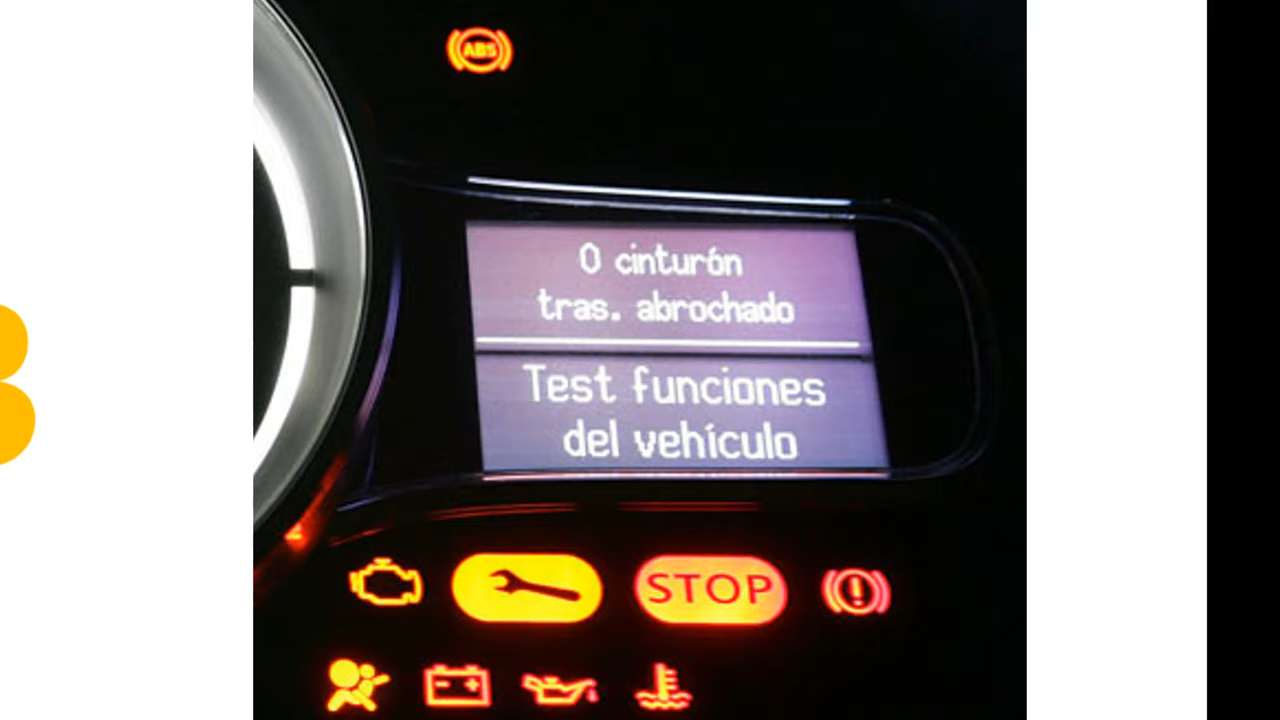 ABS
0 cinturón
tras. abrochado
Test funciones
del vehículo
STOP